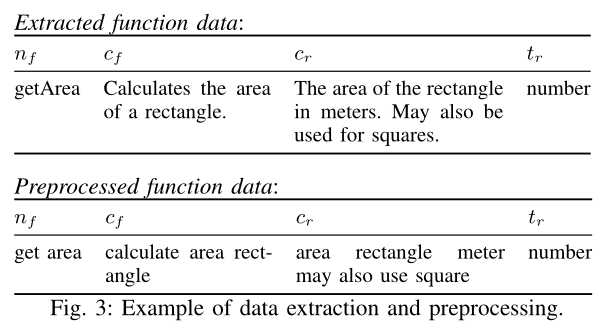 Extracted function data:
n_f c_f c_r t_r
getArea Calculates the area The area of the rectangle number
of a rectangle. in meters. May also be
used for squares.
Preprocessed function data:
n_f c_f c_r t_r
get area calculate area rect- area rectangle meter number
angle may also use square
Fig. 3: Example of data extraction and preprocessing.